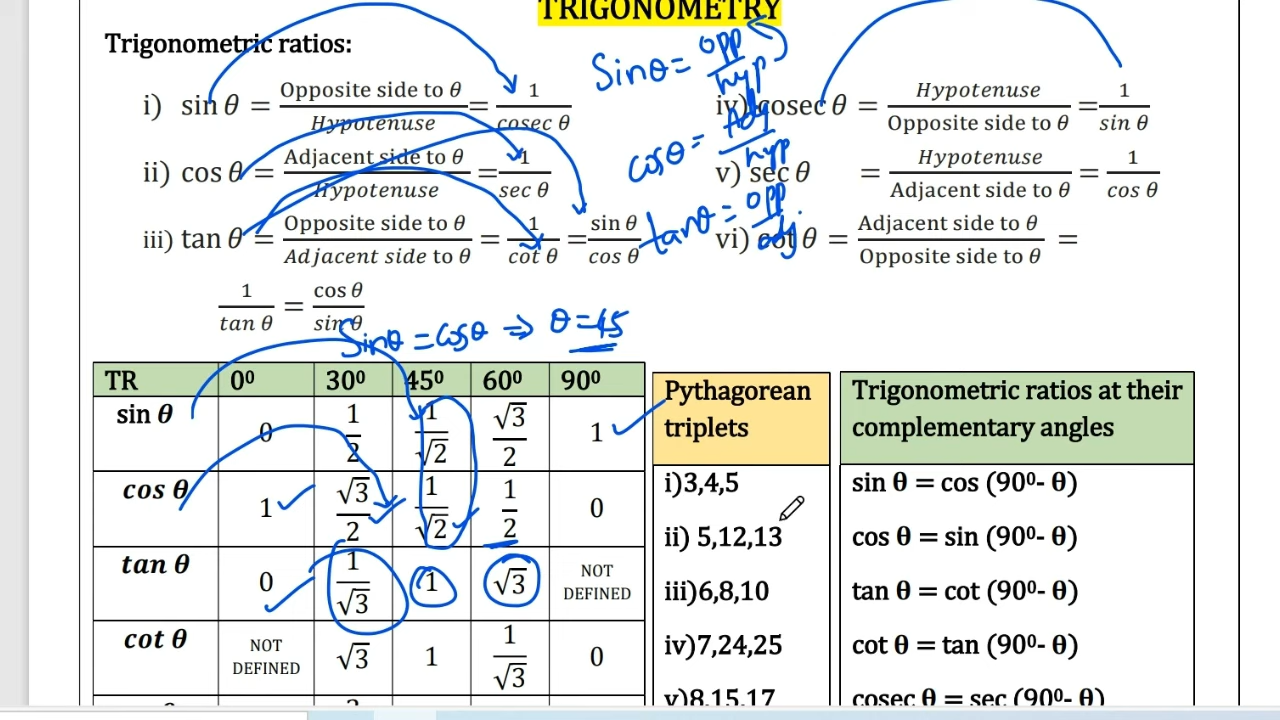 TRIGONOMETRY
Trigonometric ratios:
i) sin θ = Opposite side to θ / Hypotenuse = 1 / cosec θ
sinθ = opp / hyp
iv) cosec θ = Hypotenuse / Opposite side to θ = 1 / sin θ
ii) cos θ = Adjacent side to θ / Hypotenuse = 1 / sec θ
cosθ = Adj / hyp
v) sec θ = Hypotenuse / Adjacent side to θ = 1 / cos θ
iii) tan θ = Opposite side to θ / Adjacent side to θ = 1 / cot θ = sin θ / cos θ
tanθ = opp / adj
vi) cot θ = Adjacent side to θ / Opposite side to θ =
1 / tan θ = cos θ / sin θ
Sinθ = cosθ ⇒ θ = 45
TR 0⁰ 30⁰ 45⁰ 60⁰ 90⁰
sin θ 0 1/2 1/√2 √3/2 1
cos θ 1 √3/2 1/√2 1/2 0
tan θ 0 1/√3 1 √3 NOT DEFINED
cot θ NOT DEFINED √3 1 1/√3 0
2
Pythagorean
triplets
i)3,4,5
ii) 5,12,13
iii)6,8,10
iv)7,24,25
v)8,15,17
Trigonometric ratios at their
complementary angles
sin θ = cos (90⁰- θ)
cos θ = sin (90⁰- θ)
tan θ = cot (90⁰- θ)
cot θ = tan (90⁰- θ)
cosec θ = sec (90⁰- θ)